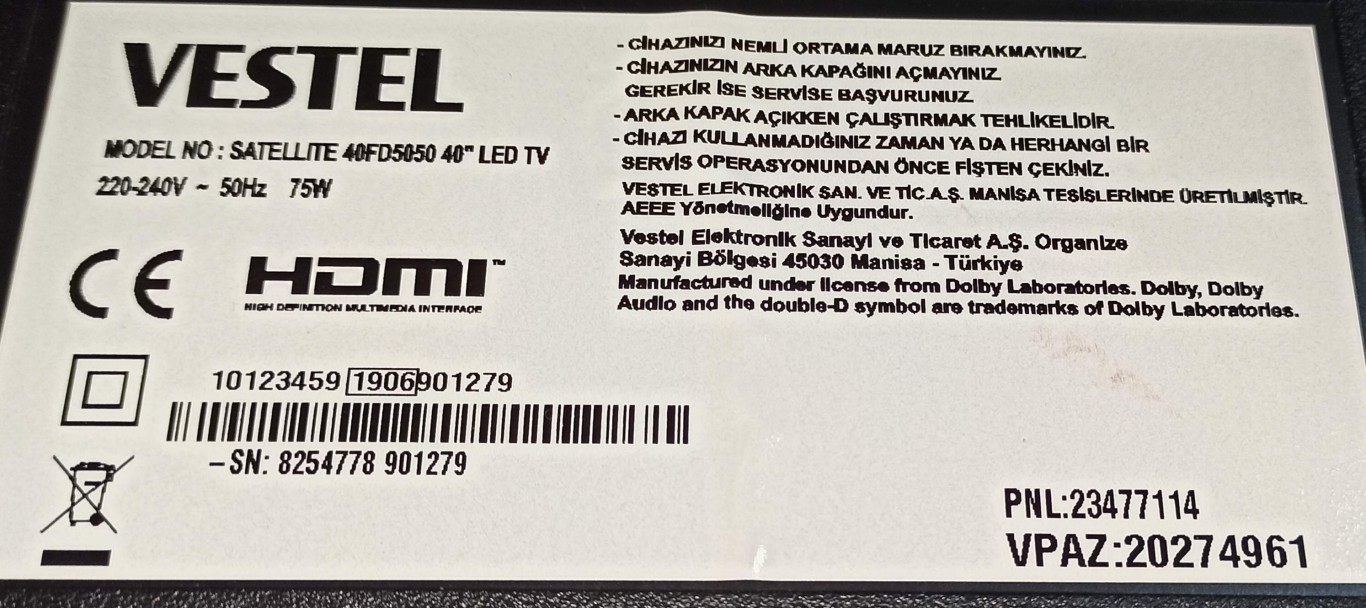 VESTEL
MODEL NO : SATELLITE 40FD5050 40" LED TV
220-240V ~ 50Hz 75W
CE
HDMI™
HIGH DEFINITION MULTIMEDIA INTERFACE
10123459 1906901279
-SN: 8254778 901279
- CİHAZINIZI NEMLİ ORTAMA MARUZ BIRAKMAYINIZ.
- CİHAZINIZIN ARKA KAPAĞINI AÇMAYINIZ.
GEREKİR İSE SERVİSE BAŞVURUNUZ.
- ARKA KAPAK AÇIKKEN ÇALIŞTIRMAK TEHLİKELİDİR.
- CİHAZI KULLANMADIĞINIZ ZAMAN YA DA HERHANGİ BİR
SERVİS OPERASYONUNDAN ÖNCE FİŞTEN ÇEKİNİZ.
VESTEL ELEKTRONİK SAN. VE TİC.A.Ş. MANİSA TESİSLERİNDE ÜRETİLMİŞTİR.
AEEE Yönetmeliğine Uygundur.
Vestel Elektronik Sanayi ve Ticaret A.Ş. Organize
Sanayi Bölgesi 45030 Manisa - Türkiye
Manufactured under license from Dolby Laboratories. Dolby, Dolby
Audio and the double-D symbol are trademarks of Dolby Laboratories.
PNL:23477114
VPAZ:20274961